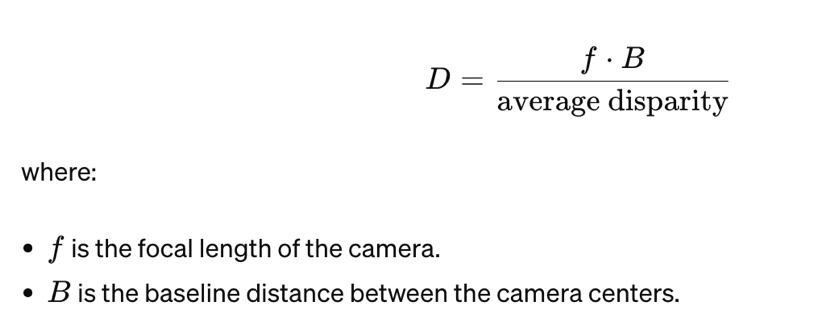 D = f · B / average disparity
where:
• f is the focal length of the camera.
• B is the baseline distance between the camera centers.